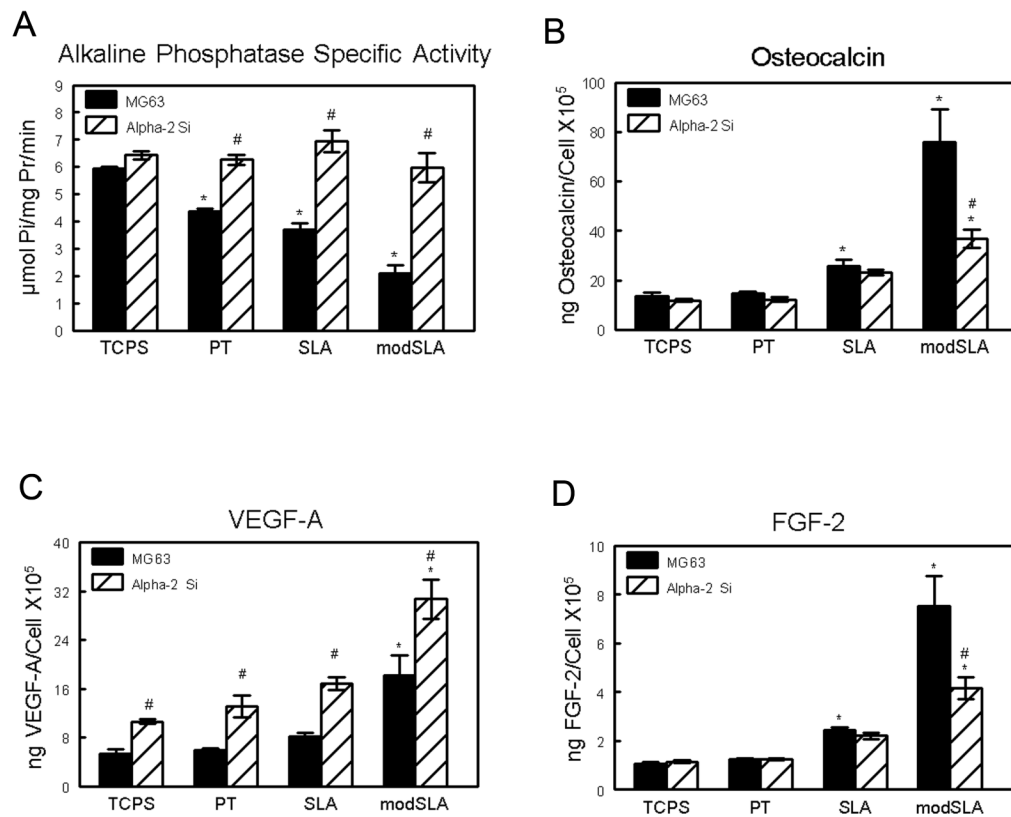 A
Alkaline Phosphatase Specific Activity
µmol Pi/mg Pr/min
9
8
7
6
5
4
3
2
1
0
MG63
Alpha-2 Si
*
#
*
#
*
#
TCPS PT SLA modSLA
B
Osteocalcin
ng Osteocalcin/Cell X10⁵
100
80
60
40
20
0
MG63
Alpha-2 Si
*
*
#
*
TCPS PT SLA modSLA
C
VEGF-A
ng VEGF-A/Cell X10⁵
40
32
24
16
8
0
MG63
Alpha-2 Si
#
#
#
*
#
*
TCPS PT SLA modSLA
D
FGF-2
ng FGF-2/Cell X10⁵
10
8
6
4
2
0
MG63
Alpha-2 Si
*
*
#
*
TCPS PT SLA modSLA